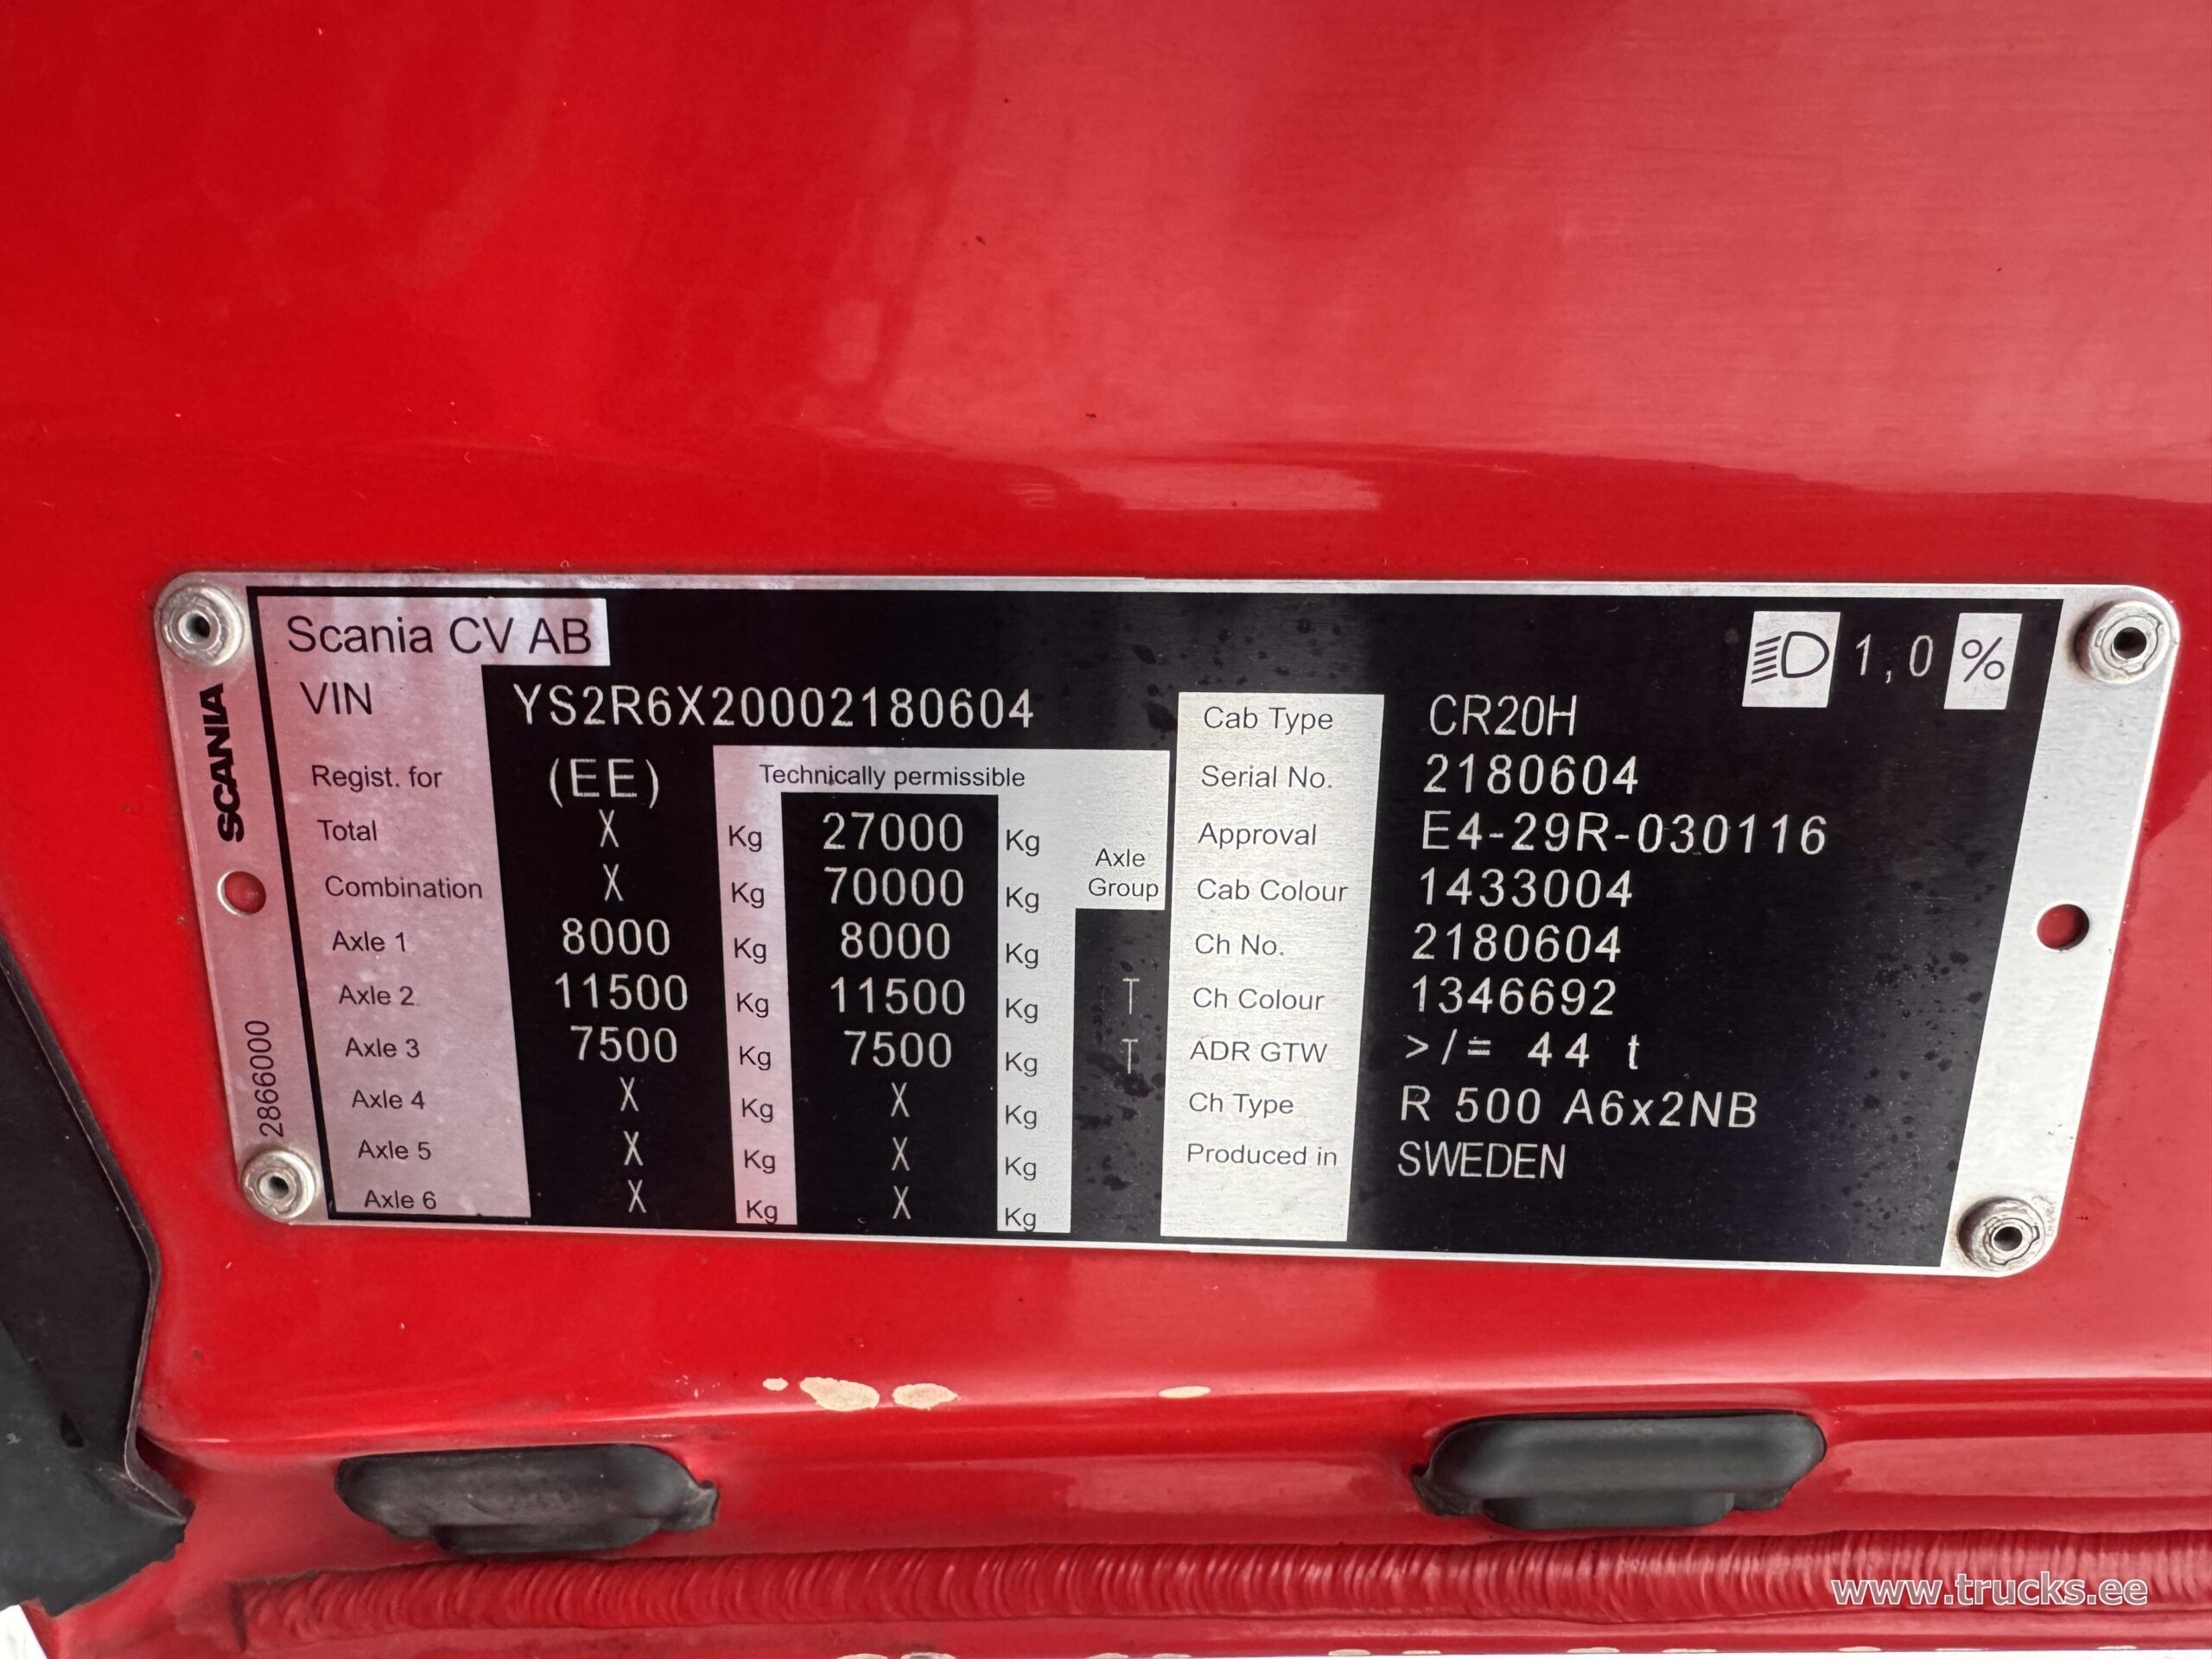 Scania CV AB
1,0 %
VIN YS2R6X20002180604
SCANIA
2866000
Regist. for (EE) Technically permissible
Total X Kg 27000 Kg
Combination X Kg 70000 Kg
Axle Group
Axle 1 8000 Kg 8000 Kg
Axle 2 11500 Kg 11500 Kg T
Axle 3 7500 Kg 7500 Kg T
Axle 4 X Kg X Kg
Axle 5 X Kg X Kg
Axle 6 X Kg X Kg
Cab Type CR20H
Serial No. 2180604
Approval E4-29R-030116
Cab Colour 1433004
Ch No. 2180604
Ch Colour 1346692
ADR GTW >/= 44 t
Ch Type R 500 A6x2NB
Produced in SWEDEN
www.trucks.ee